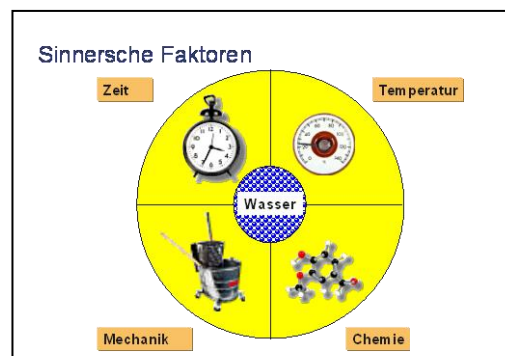 Sinnersche Faktoren
Zeit
Temperatur
Wasser
Mechanik
Chemie